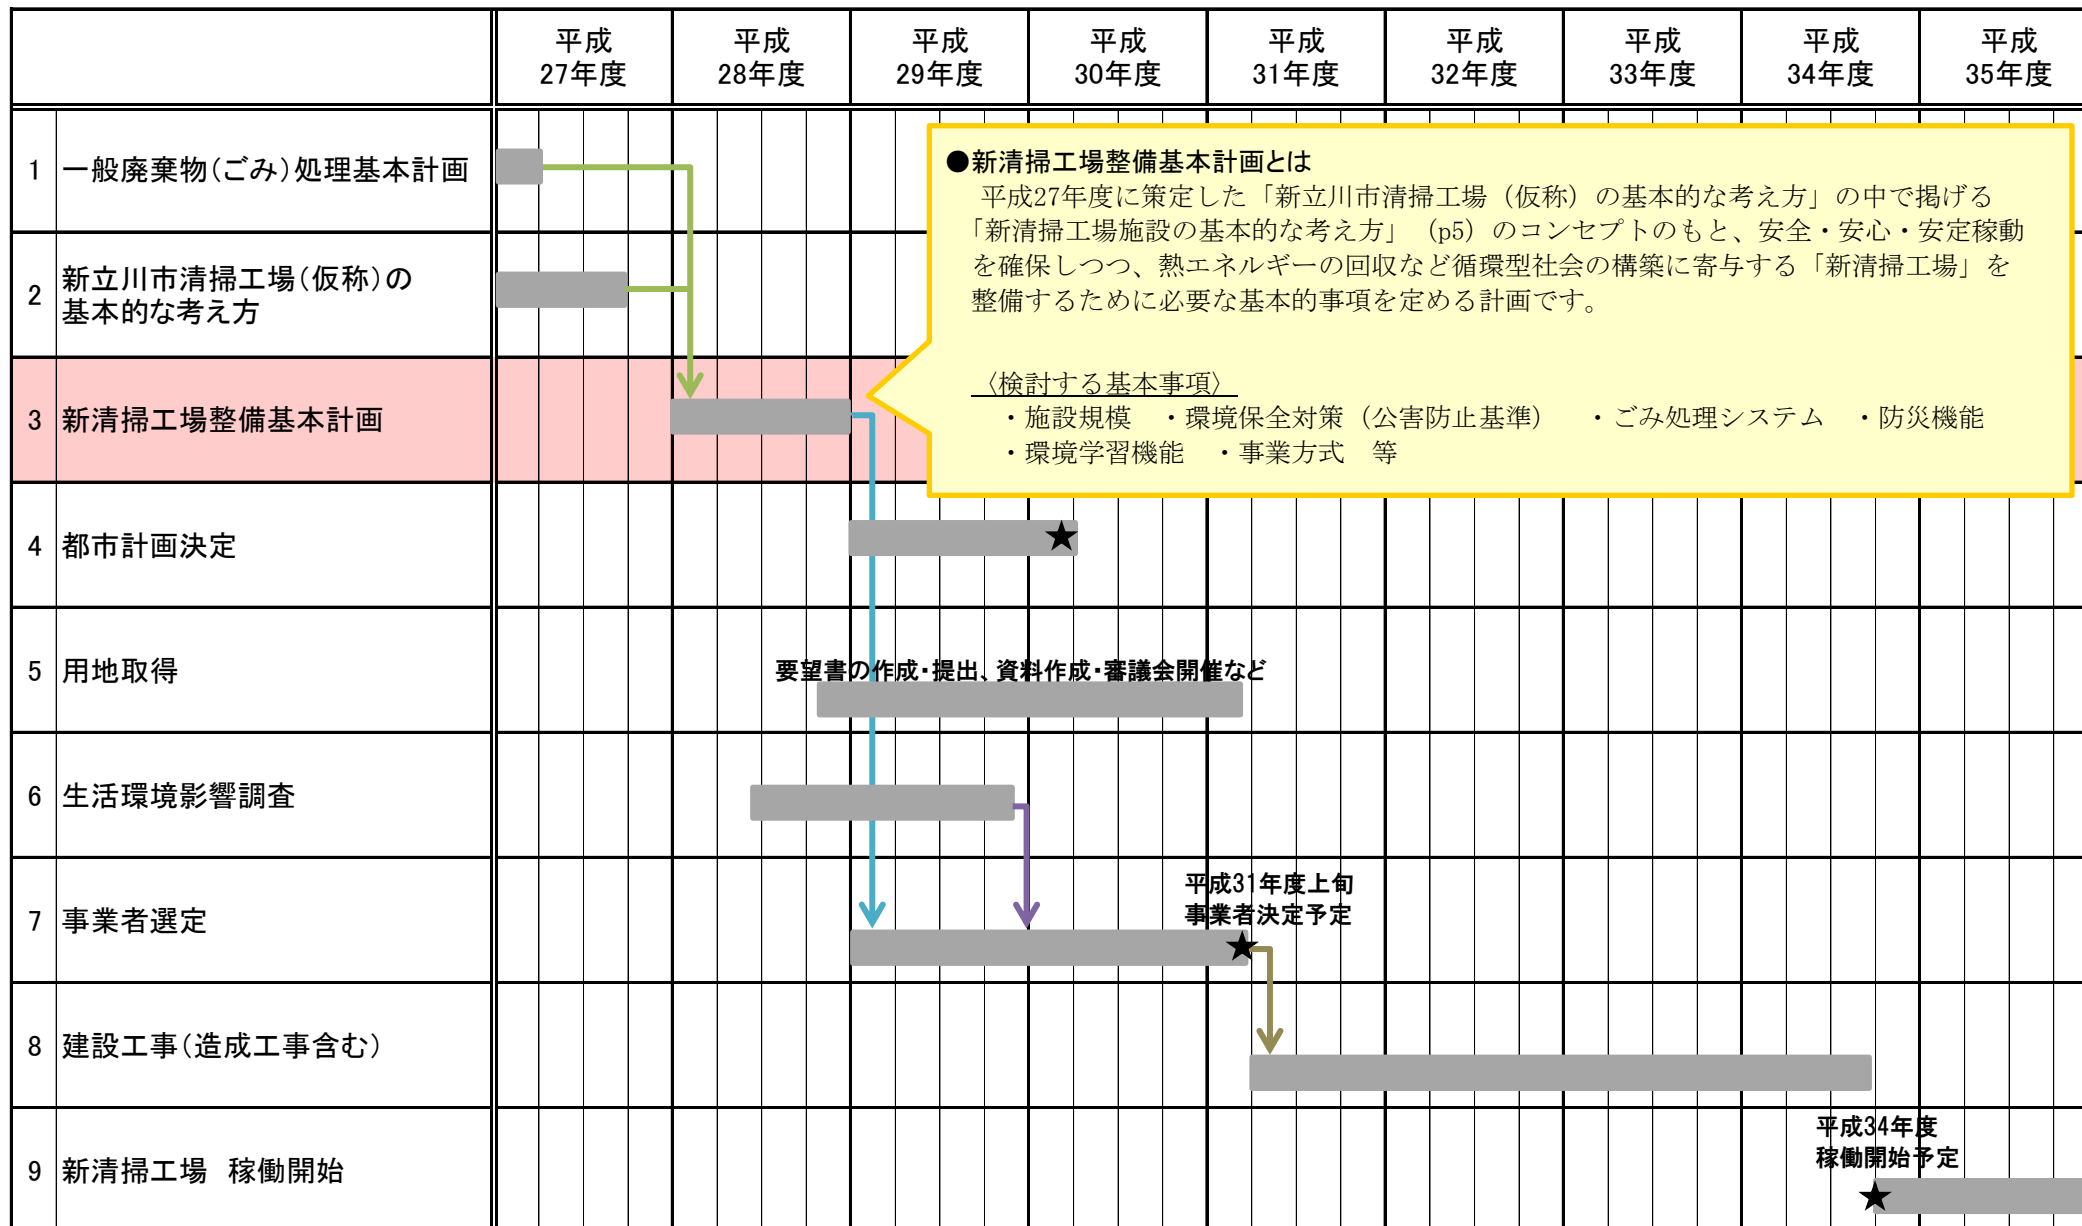 平成
27年度
平成
28年度
平成
29年度
平成
30年度
平成
31年度
平成
32年度
平成
33年度
平成
34年度
平成
35年度
1 一般廃棄物(ごみ)処理基本計画
2 新立川市清掃工場(仮称)の
基本的な考え方
3 新清掃工場整備基本計画
●新清掃工場整備基本計画とは
平成27年度に策定した「新立川市清掃工場（仮称）の基本的な考え方」の中で掲げる
「新清掃工場施設の基本的な考え方」（p5）のコンセプトのもと、安全・安心・安定稼動
を確保しつつ、熱エネルギーの回収など循環型社会の構築に寄与する「新清掃工場」を
整備するために必要な基本的事項を定める計画です。
〈検討する基本事項〉
・施設規模　・環境保全対策（公害防止基準）　・ごみ処理システム　・防災機能
・環境学習機能　・事業方式　等
4 都市計画決定
★
5 用地取得
要望書の作成・提出、資料作成・審議会開催など
6 生活環境影響調査
7 事業者選定
平成31年度上旬
事業者決定予定
★
8 建設工事(造成工事含む)
9 新清掃工場　稼働開始
平成34年度
稼働開始予定
★